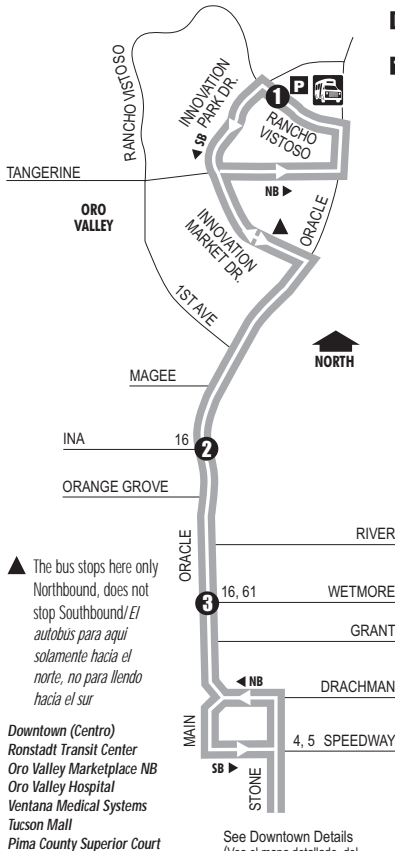 RANCHO VISTOSO
INNOVATION
PARK DR.
1
P
RANCHO
VISTOSO
◄ SB
TANGERINE
NB ►
ORO
VALLEY
ORACLE
INNOVATION
MARKET DR.
▲
1ST AVE
NORTH
MAGEE
INA
16
2
ORANGE GROVE
ORACLE
RIVER
3
16, 61
WETMORE
GRANT
▲ The bus stops here only
Northbound, does not
stop Southbound/El
autobús para aqui
solamente hacia el
norte, no para llendo
hacia el sur
◄ NB
DRACHMAN
MAIN
4, 5 SPEEDWAY
SB ►
STONE
Downtown (Centro)
Ronstadt Transit Center
Oro Valley Marketplace NB
Oro Valley Hospital
Ventana Medical Systems
Tucson Mall
Pima County Superior Court
See Downtown Details